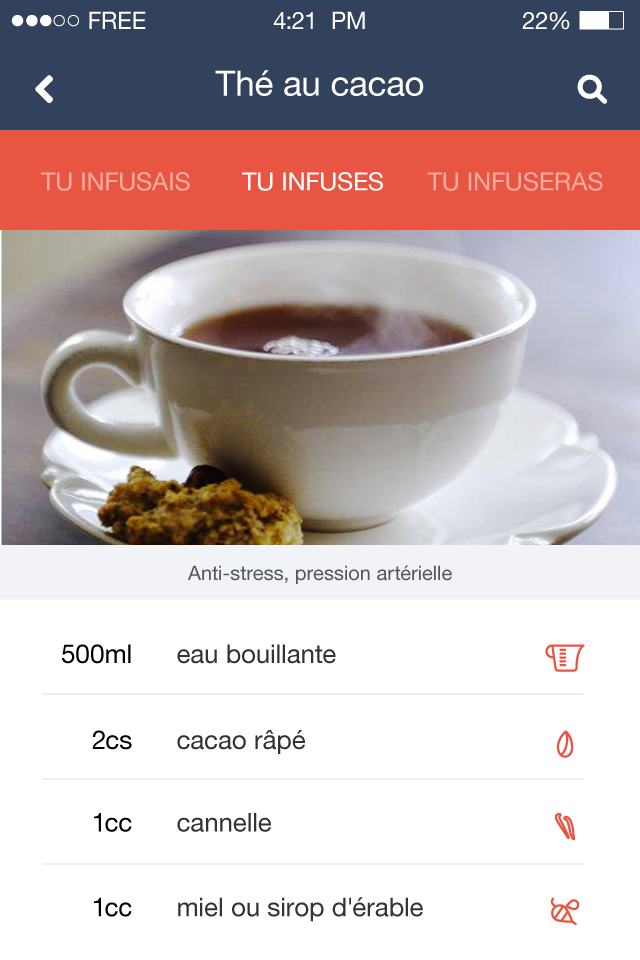 FREE 4:21 PM 22%
Thé au cacao
TU INFUSAIS TU INFUSES TU INFUSERAS
Anti-stress, pression artérielle
500ml eau bouillante
2cs cacao râpé
1cc cannelle
1cc miel ou sirop d'érable